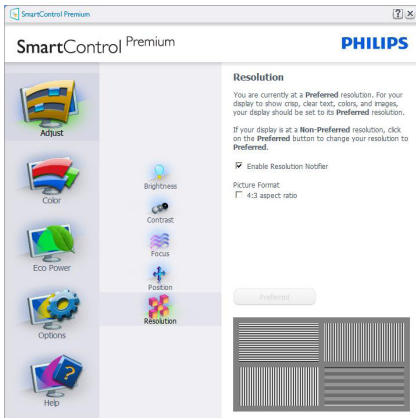 SmartControl Premium
SmartControl Premium
PHILIPS
Adjust
Color
Eco Power
Options
Help
Brightness
Contrast
Focus
Position
Resolution
Resolution
You are currently at a Preferred resolution. For your
display to show crisp, clear text, colors, and images,
your display should be set to its Preferred resolution.
If your display is at a Non-Preferred resolution, click
on the Preferred button to change your resolution to
Preferred.
Enable Resolution Notifier
Picture Format
4:3 aspect ratio
Preferred